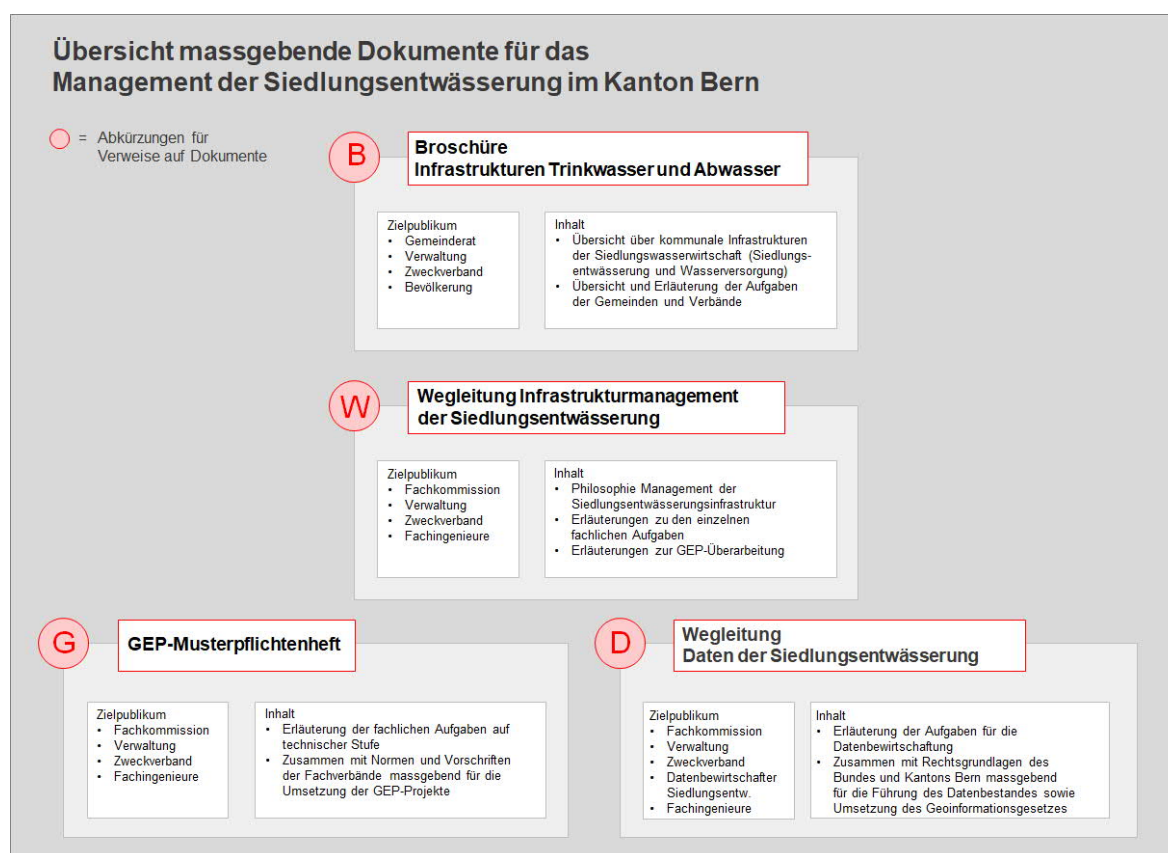 Übersicht massgebende Dokumente für das
Management der Siedlungsentwässerung im Kanton Bern
= Abkürzungen für
Verweise auf Dokumente
B
Broschüre
Infrastrukturen Trinkwasser und Abwasser
Zielpublikum
• Gemeinderat
• Verwaltung
• Zweckverband
• Bevölkerung
Inhalt
• Übersicht über kommunale Infrastrukturen
der Siedlungswasserwirtschaft (Siedlungs-
entwässerung und Wasserversorgung)
• Übersicht und Erläuterung der Aufgaben
der Gemeinden und Verbände
W
Wegleitung Infrastrukturmanagement
der Siedlungsentwässerung
Zielpublikum
• Fachkommission
• Verwaltung
• Zweckverband
• Fachingenieure
Inhalt
• Philosophie Management der
Siedlungsentwässerungsinfrastruktur
• Erläuterungen zu den einzelnen
fachlichen Aufgaben
• Erläuterungen zur GEP-Überarbeitung
G
GEP-Musterpflichtenheft
Zielpublikum
• Fachkommission
• Verwaltung
• Zweckverband
• Fachingenieure
Inhalt
• Erläuterung der fachlichen Aufgaben auf
technischer Stufe
• Zusammen mit Normen und Vorschriften
der Fachverbände massgebend für die
Umsetzung der GEP-Projekte
D
Wegleitung
Daten der Siedlungsentwässerung
Zielpublikum
• Fachkommission
• Verwaltung
• Zweckverband
• Datenbewirtschafter
Siedlungsentw.
• Fachingenieure
Inhalt
• Erläuterung der Aufgaben für die
Datenbewirtschaftung
• Zusammen mit Rechtsgrundlagen des
Bundes und Kantons Bern massgebend
für die Führung des Datenbestandes sowie
Umsetzung des Geoinformationsgesetzes